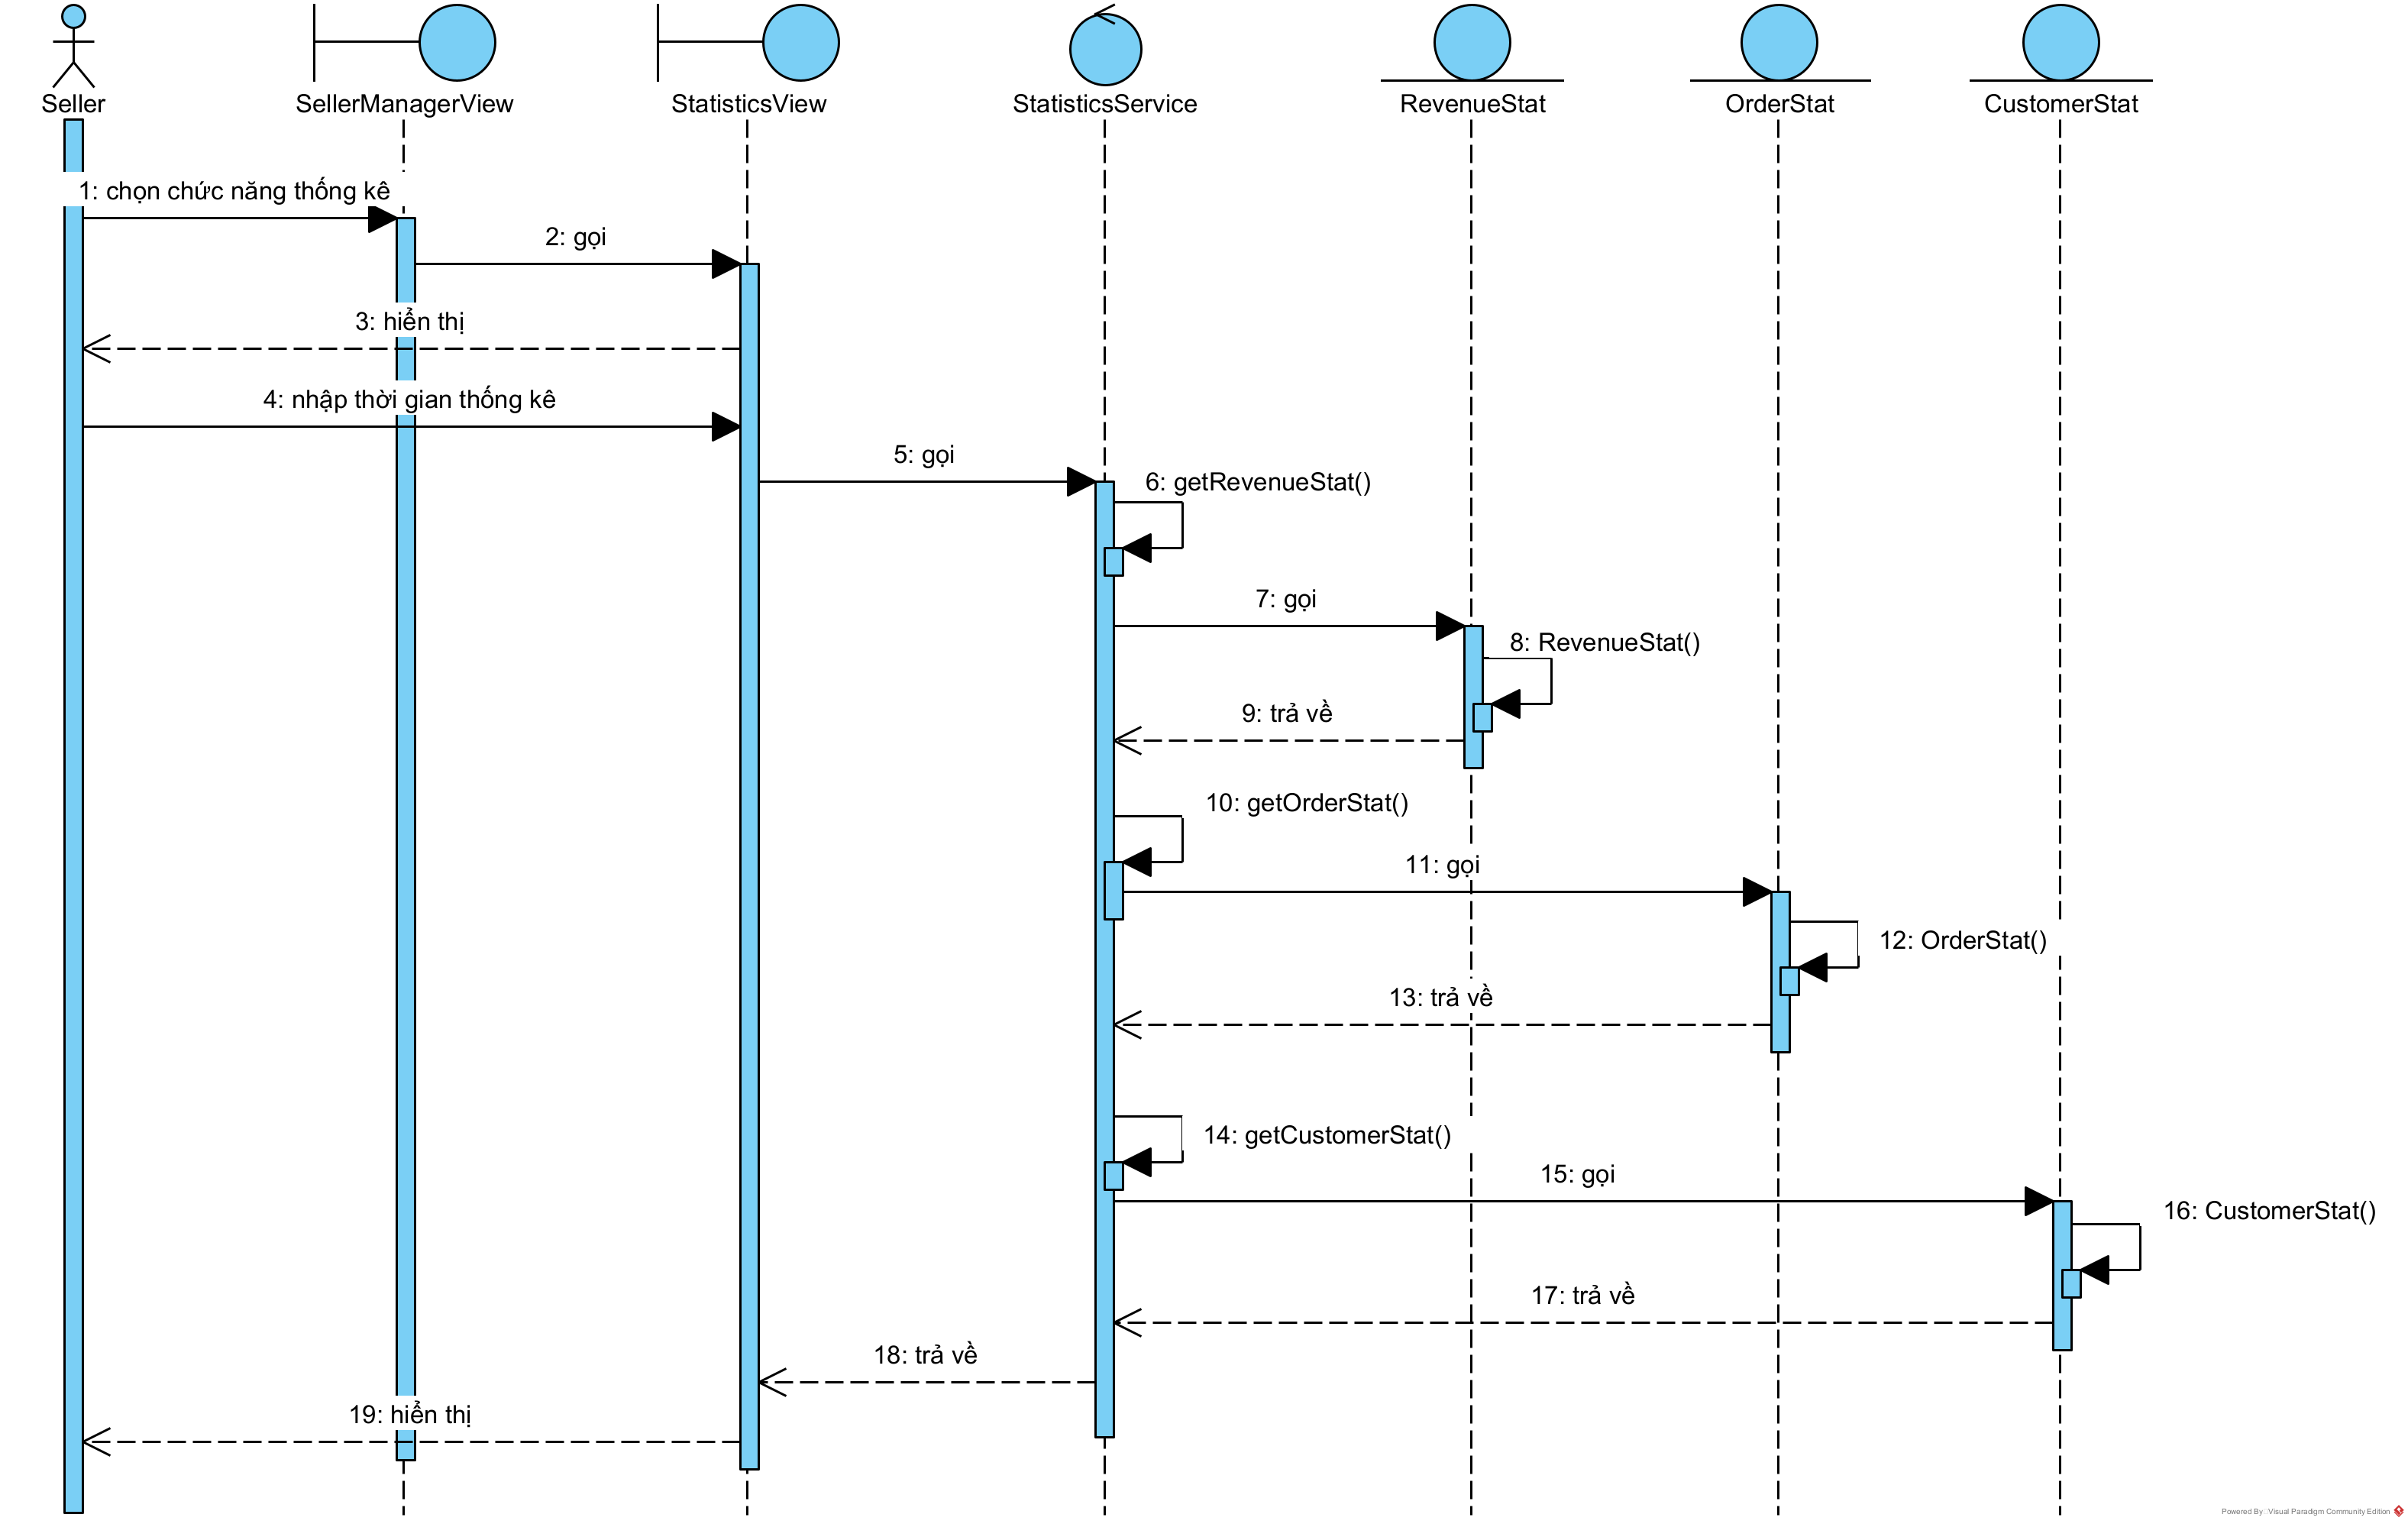 Seller
SellerManagerView
StatisticsView
StatisticsService
RevenueStat
OrderStat
CustomerStat
1: chọn chức năng thống kê
2: gọi
3: hiển thị
4: nhập thời gian thống kê
5: gọi
6: getRevenueStat()
7: gọi
8: RevenueStat()
9: trả về
10: getOrderStat()
11: gọi
12: OrderStat()
13: trả về
14: getCustomerStat()
15: gọi
16: CustomerStat()
17: trả về
18: trả về
19: hiển thị
Powered By: Visual Paradigm Community Edition